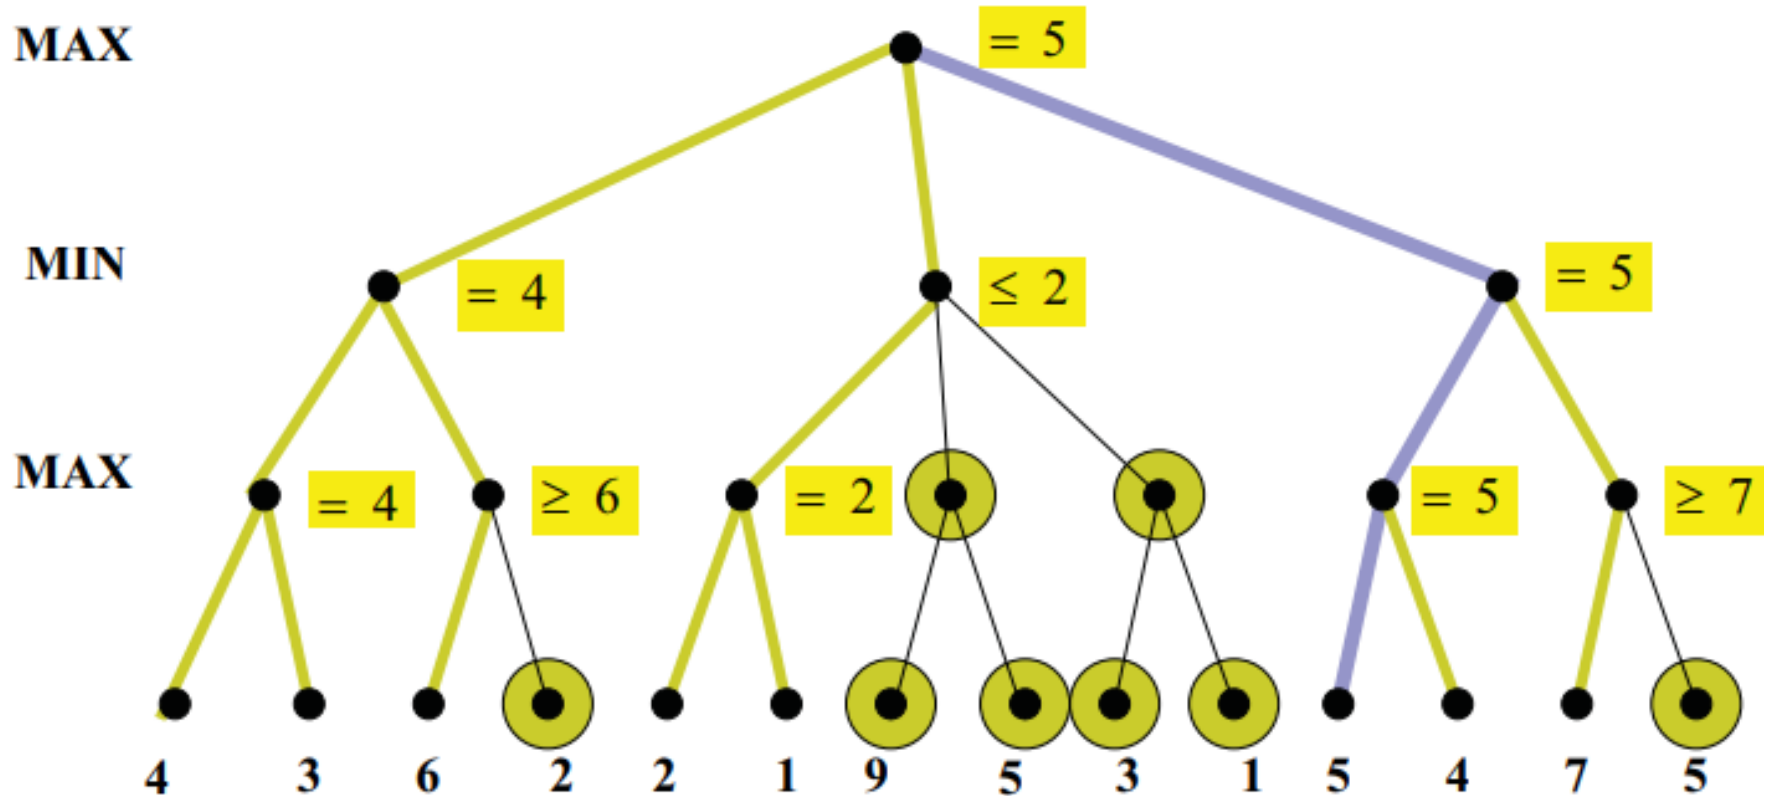 MAX = 5
MIN = 4 ≤ 2 = 5
MAX = 4 ≥ 6 = 2 = 5 ≥ 7
4 3 6 2 2 1 9 5 3 1 5 4 7 5